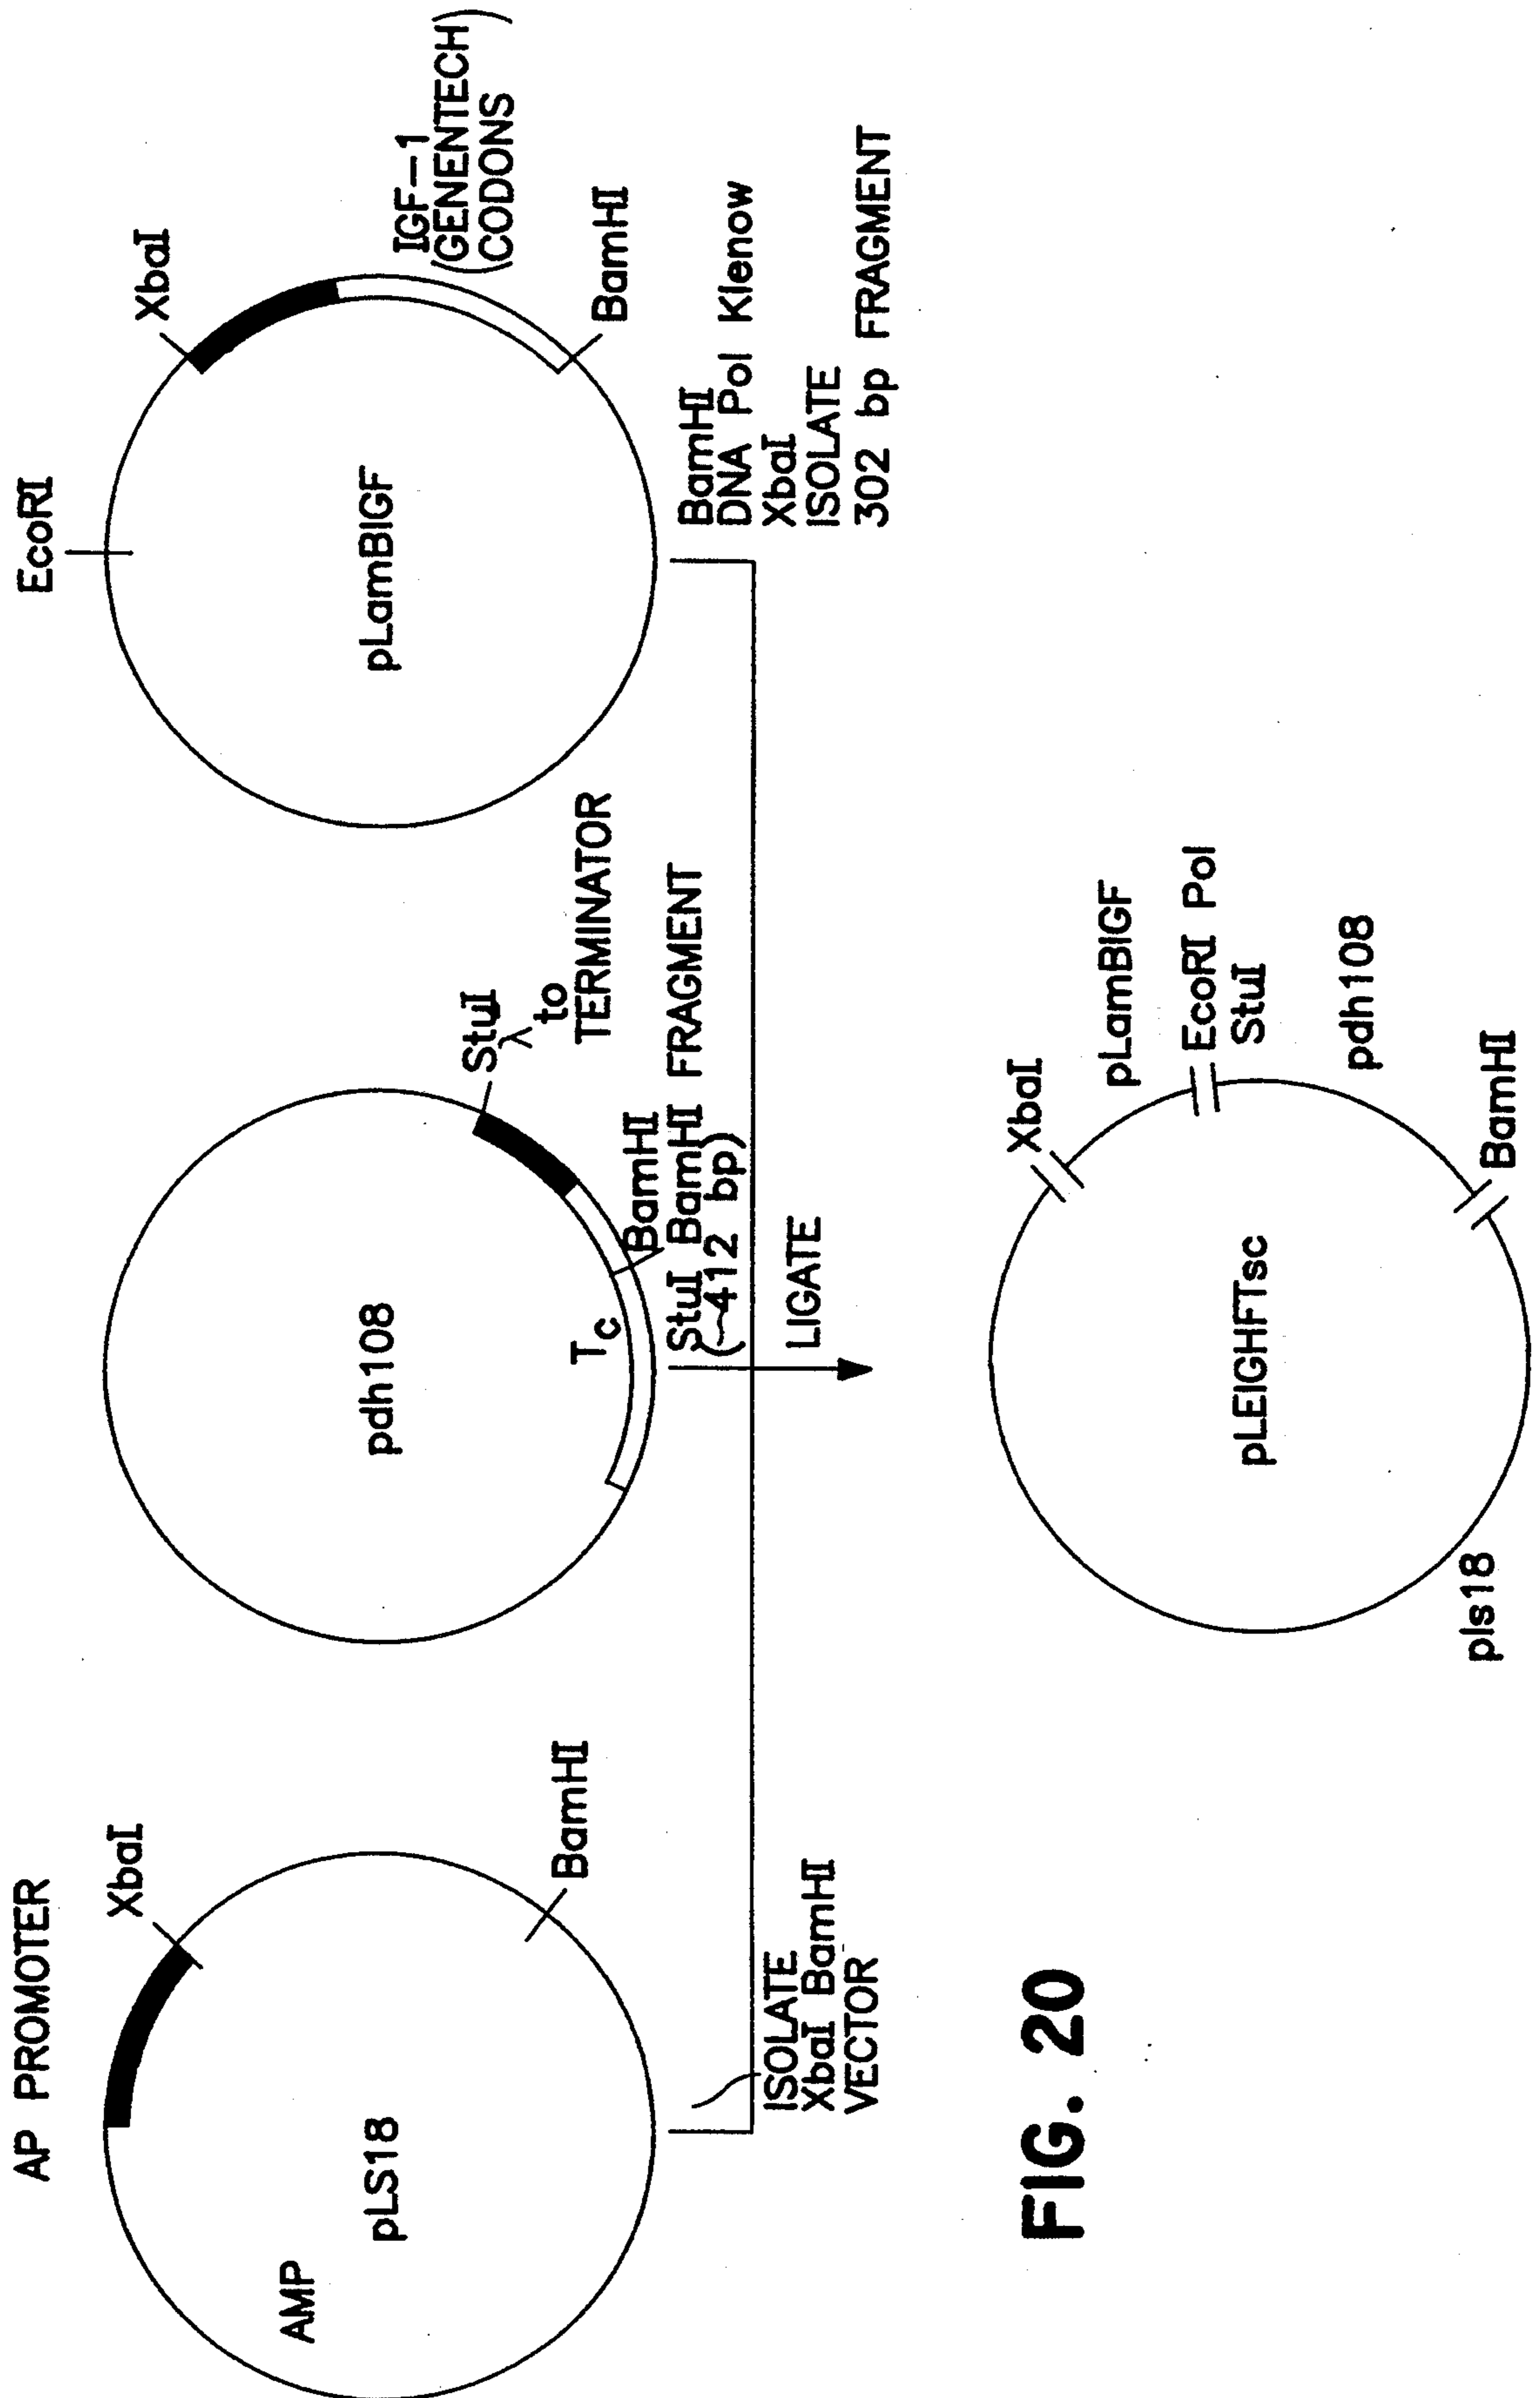 AP PROMOTER
XbaI
AMP
pLS18
BamHI
ISOLATE
XbaI BamHI
VECTOR
pdh108
StuI
λ to
TERMINATOR
Tc
BamHI
StuI BamHI FRAGMENT
(~412 bp)
LIGATE
EcoRI
XbaI
pLamBIGF
IGF-1
(GENENTECH)
(CODONS)
BamHI
BamHI
DNA Pol Klenow
XbaI
ISOLATE
302 bp FRAGMENT
XbaI
pLamBIGF
EcoRI Pol
StuI
pdh108
pLEIGHFTsc
BamHI
pls18
FIG. 20